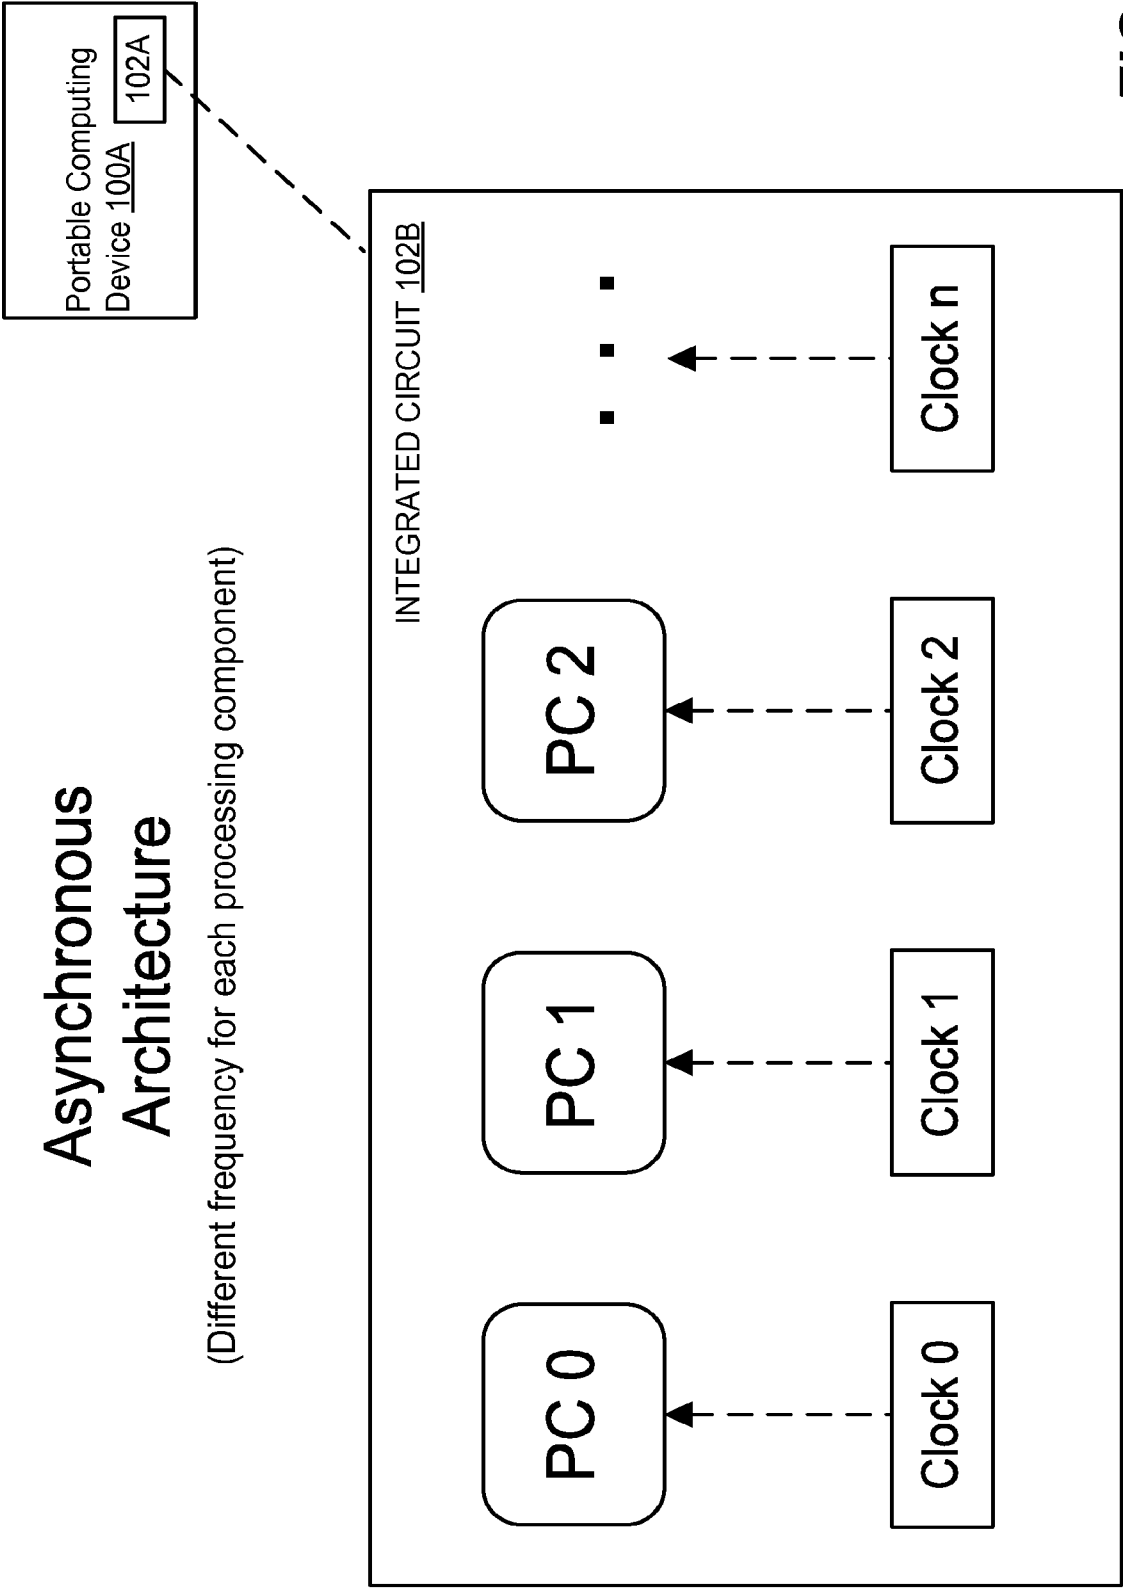 Asynchronous
Architecture
(Different frequency for each processing component)
Portable Computing
Device 100A
102A
INTEGRATED CIRCUIT 102B
PC 0
PC 1
PC 2
Clock 0
Clock 1
Clock 2
Clock n